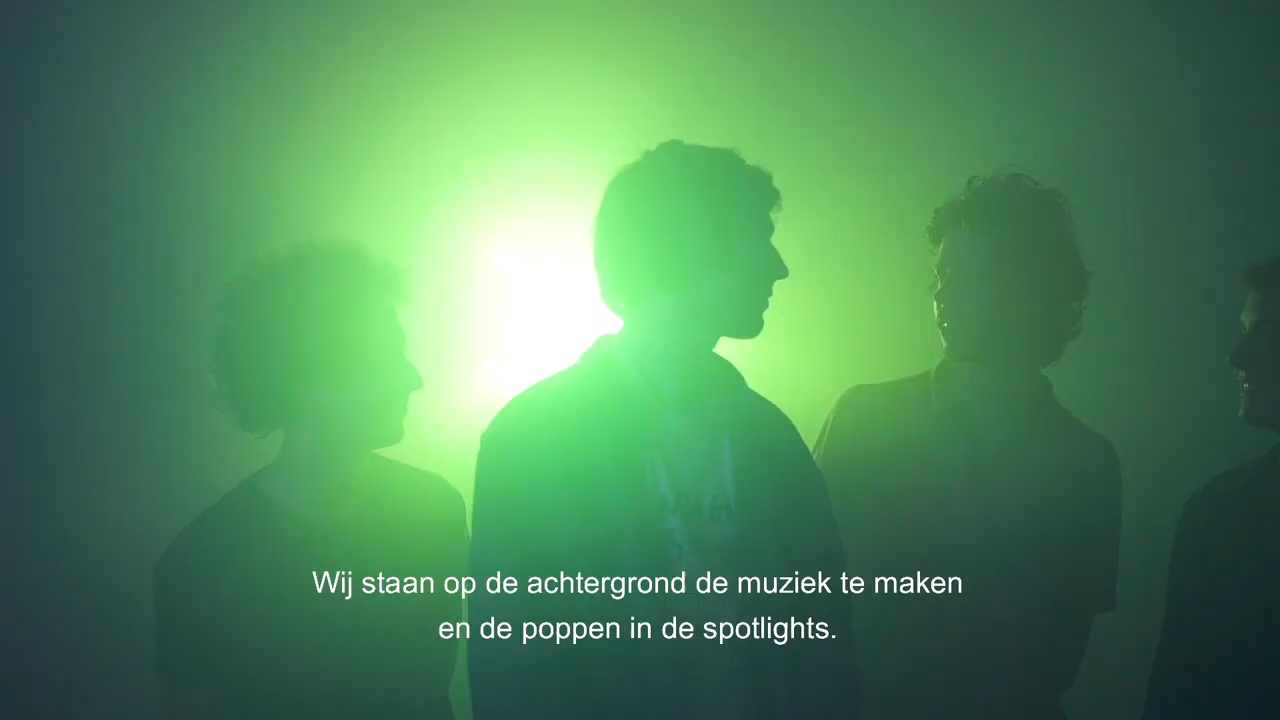 Wij staan op de achtergrond de muziek te maken
en de poppen in de spotlights.